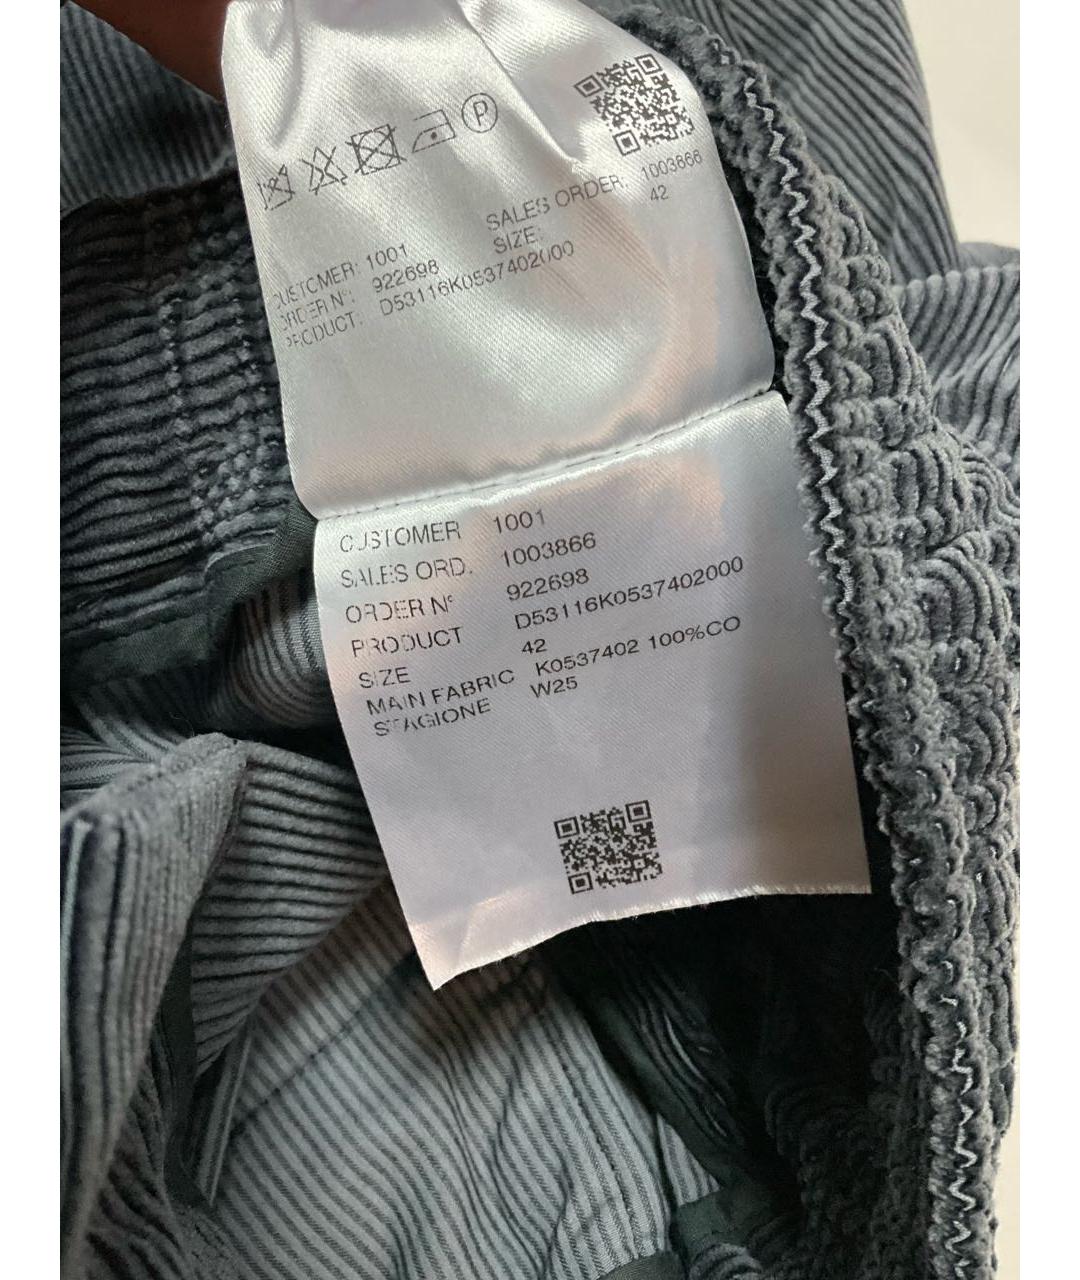 P
CUSTOMER: 1001 SALES ORDER: 1003866
ORDER N°: 922698 SIZE: 42
PRODUCT: D53116K0537402000
CUSTOMER 1001
SALES ORD. 1003866
ORDER N° 922698
PRODUCT D53116K0537402000
SIZE 42
MAIN FABRIC K0537402 100%CO
STAGIONE W25